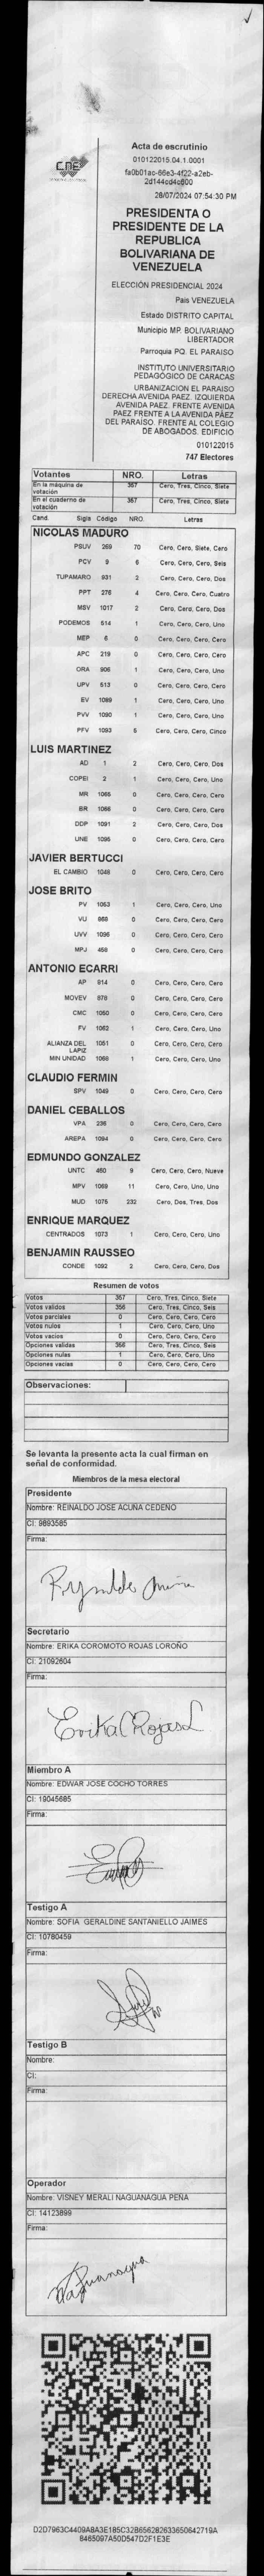 CNE
Acta de escrutinio
010122015.04.1.0001
fa0b01ac-66e3-4f22-a2eb-
2d144cd4c600
28/07/2024 07:54:30 PM
PRESIDENTA O
PRESIDENTE DE LA
REPUBLICA
BOLIVARIANA DE
VENEZUELA
ELECCIÓN PRESIDENCIAL 2024
Pais VENEZUELA
Estado DISTRITO CAPITAL
Municipio MP. BOLIVARIANO
LIBERTADOR
Parroquia PQ. EL PARAISO
INSTITUTO UNIVERSITARIO
PEDAGÓGICO DE CARACAS
URBANIZACION EL PARAISO
DERECHA AVENIDA PAEZ. IZQUIERDA
AVENIDA PAEZ. FRENTE AVENIDA
PAEZ FRENTE A LA AVENIDA PÁEZ
DEL PARAISO. FRENTE AL COLEGIO
DE ABOGADOS. EDIFICIO
010122015
747 Electores
Votantes NRO. Letras
En la máquina de votación 357 Cero, Tres, Cinco, Siete
En el cuaderno de votación 357 Cero, Tres, Cinco, Siete
Cand. Sigla Código NRO. Letras
NICOLAS MADURO
PSUV 269 70 Cero, Cero, Siete, Cero
PCV 9 6 Cero, Cero, Cero, Seis
TUPAMARO 931 2 Cero, Cero, Cero, Dos
PPT 276 4 Cero, Cero, Cero, Cuatro
MSV 1017 2 Cero, Cero, Cero, Dos
PODEMOS 514 1 Cero, Cero, Cero, Uno
MEP 6 0 Cero, Cero, Cero, Cero
APC 219 0 Cero, Cero, Cero, Cero
ORA 906 1 Cero, Cero, Cero, Uno
UPV 513 0 Cero, Cero, Cero, Cero
EV 1089 1 Cero, Cero, Cero, Uno
PVV 1090 1 Cero, Cero, Cero, Uno
PFV 1093 5 Cero, Cero, Cero, Cinco
LUIS MARTINEZ
AD 1 2 Cero, Cero, Cero, Dos
COPEI 2 1 Cero, Cero, Cero, Uno
MR 1065 0 Cero, Cero, Cero, Cero
BR 1066 0 Cero, Cero, Cero, Cero
DDP 1091 2 Cero, Cero, Cero, Dos
UNE 1095 0 Cero, Cero, Cero, Cero
JAVIER BERTUCCI
EL CAMBIO 1048 0 Cero, Cero, Cero, Cero
JOSE BRITO
PV 1053 1 Cero, Cero, Cero, Uno
VU 868 0 Cero, Cero, Cero, Cero
UVV 1096 0 Cero, Cero, Cero, Cero
MPJ 458 0 Cero, Cero, Cero, Cero
ANTONIO ECARRI
AP 814 0 Cero, Cero, Cero, Cero
MOVEV 878 0 Cero, Cero, Cero, Cero
CMC 1050 0 Cero, Cero, Cero, Cero
FV 1052 1 Cero, Cero, Cero, Uno
ALIANZA DEL LAPIZ 1051 0 Cero, Cero, Cero, Cero
MIN UNIDAD 1068 1 Cero, Cero, Cero, Uno
CLAUDIO FERMIN
SPV 1049 0 Cero, Cero, Cero, Cero
DANIEL CEBALLOS
VPA 236 0 Cero, Cero, Cero, Cero
AREPA 1094 0 Cero, Cero, Cero, Cero
EDMUNDO GONZALEZ
UNTC 460 9 Cero, Cero, Cero, Nueve
MPV 1069 11 Cero, Cero, Uno, Uno
MUD 1075 232 Cero, Dos, Tres, Dos
ENRIQUE MARQUEZ
CENTRADOS 1073 1 Cero, Cero, Cero, Uno
BENJAMIN RAUSSEO
CONDE 1092 2 Cero, Cero, Cero, Dos
Resumen de votos
Votos 357 Cero, Tres, Cinco, Siete
Votos validos 356 Cero, Tres, Cinco, Seis
Votos parciales 0 Cero, Cero, Cero, Cero
Votos nulos 1 Cero, Cero, Cero, Uno
Votos vacios 0 Cero, Cero, Cero, Cero
Opciones validas 356 Cero, Tres, Cinco, Seis
Opciones nulas 1 Cero, Cero, Cero, Uno
Opciones vacias 0 Cero, Cero, Cero, Cero
Observaciones:
Se levanta la presente acta la cual firman en
señal de conformidad.
Miembros de la mesa electoral
Presidente
Nombre: REINALDO JOSE ACUÑA CEDEÑO
CI: 9893585
Firma:
Secretario
Nombre: ERIKA COROMOTO ROJAS LOROÑO
CI: 21092604
Firma:
Erika C Rojas L
Miembro A
Nombre: EDWAR JOSE COCHO TORRES
CI: 19045685
Firma:
Testigo A
Nombre: SOFIA GERALDINE SANTANIELLO JAIMES
CI: 10780459
Firma:
Testigo B
Nombre:
CI:
Firma:
Operador
Nombre: VISNEY MERALI NAGUANAGUA PEÑA
CI: 14123899
Firma:
Naguanagua
D2D7963C4409A8A3E185C32B656282633650642719A
8465097A50D547D2F1E3E